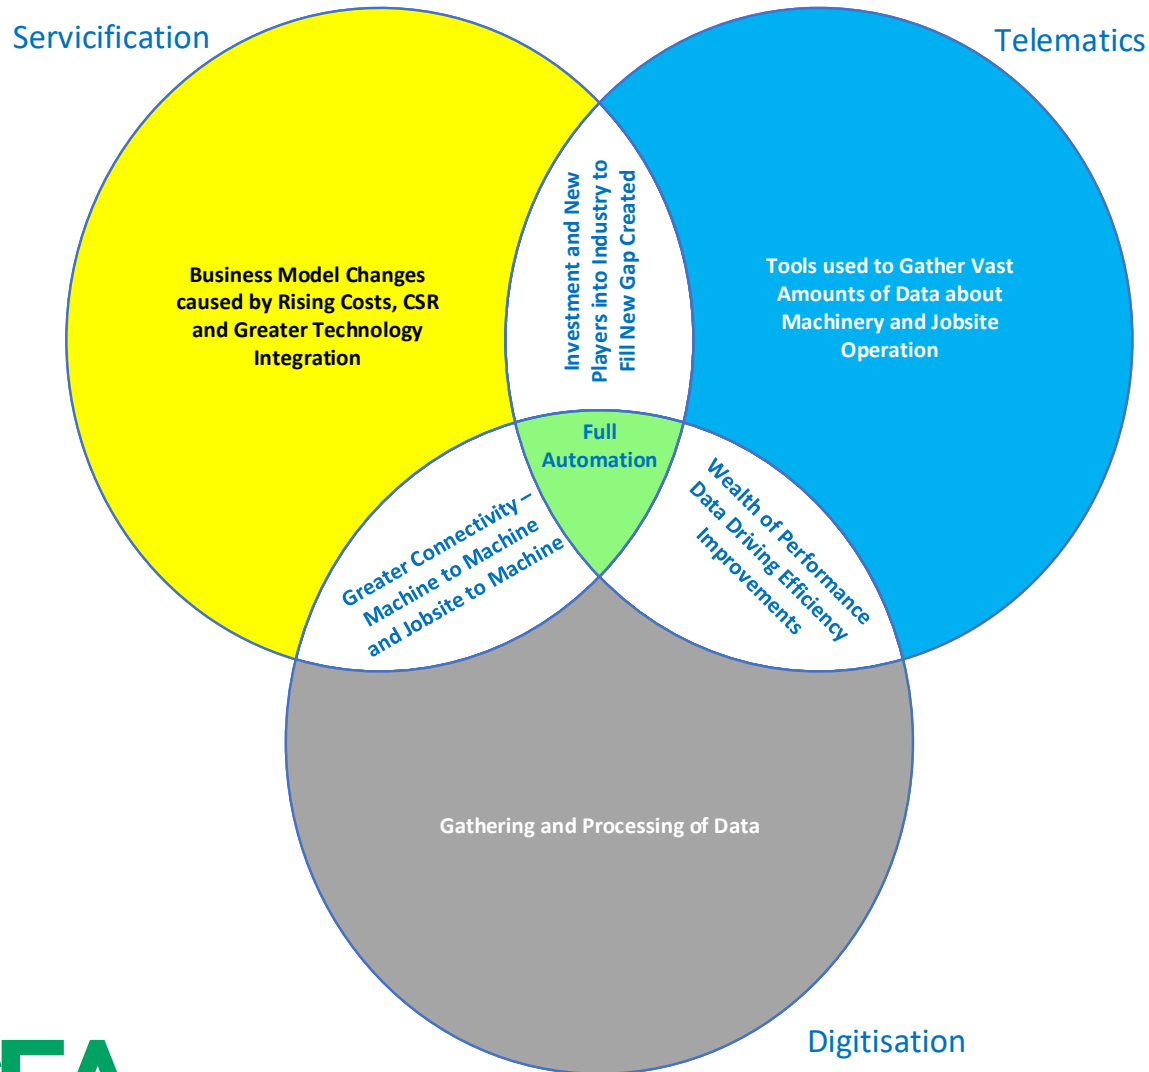 Servicification
Telematics
Investment and New
Players into Industry to
Fill New Gap Created
Business Model Changes
caused by Rising Costs, CSR
and Greater Technology
Integration
Tools used to Gather Vast
Amounts of Data about
Machinery and Jobsite
Operation
Full
Automation
Greater Connectivity –
Machine to Machine
and Jobsite to Machine
Wealth of Performance
Data Driving Efficiency
Improvements
Gathering and Processing of Data
Digitisation